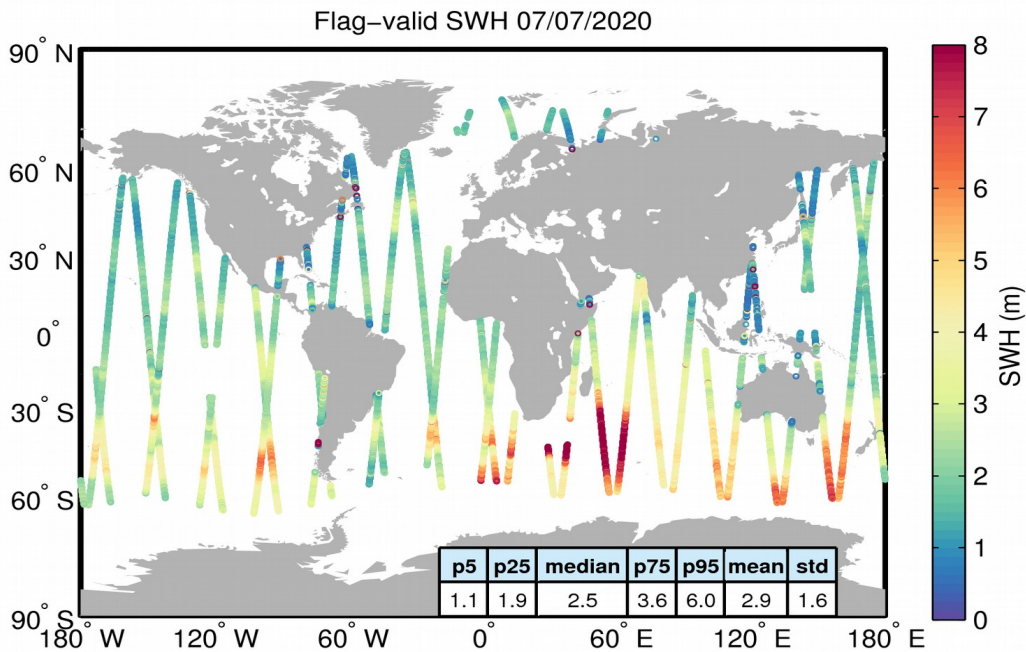 Flag−valid SWH 07/07/2020
90° N
60° N
30° N
0°
30° S
60° S
90° S
180° W
120° W
60° W
0°
60° E
120° E
180° E
p5 p25 median p75 p95 mean std
1.1 1.9 2.5 3.6 6.0 2.9 1.6
8
7
6
5
4
3
2
1
0
SWH (m)